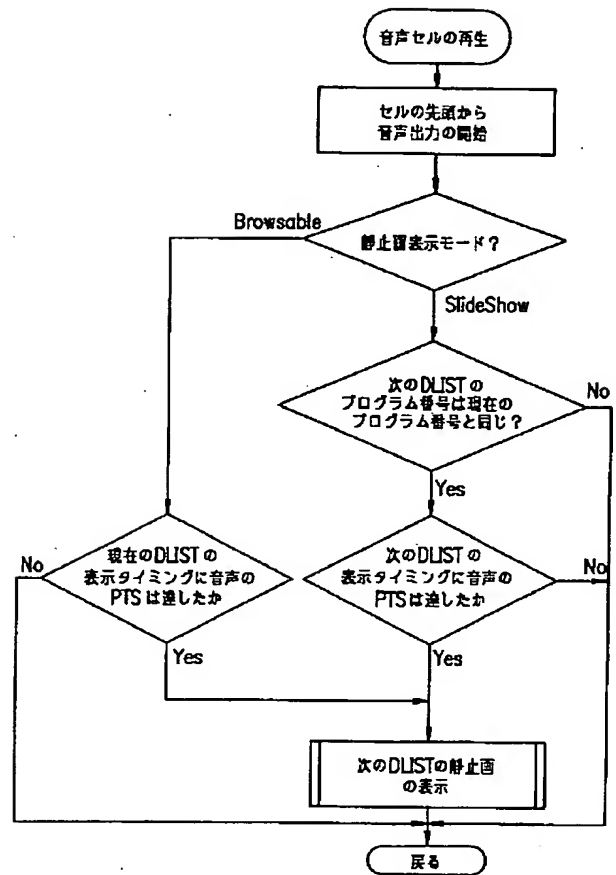 音声セルの再生
セルの先頭から
音声出力の開始
Browsable
静止画表示モード?
SlideShow
次のDLISTの
プログラム番号は現在の
プログラム番号と同じ?
No
Yes
No
現在のDLISTの
表示タイミングに音声の
PTSは達したか
次のDLISTの
表示タイミングに音声の
PTSは達したか
No
Yes
Yes
次のDLISTの静止画
の表示
戻る